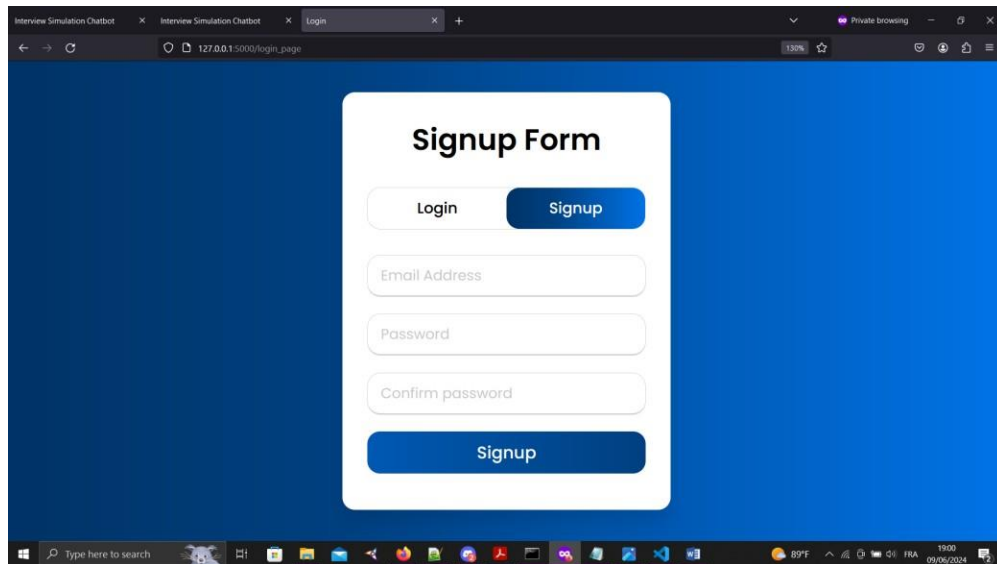 Interview Simulation Chatbot
Interview Simulation Chatbot
Login
Private browsing
127.0.0.1:5000/login_page
130%
Signup Form
Login Signup
Email Address
Password
Confirm password
Signup
Type here to search
89°F
FRA
19:00
09/06/2024